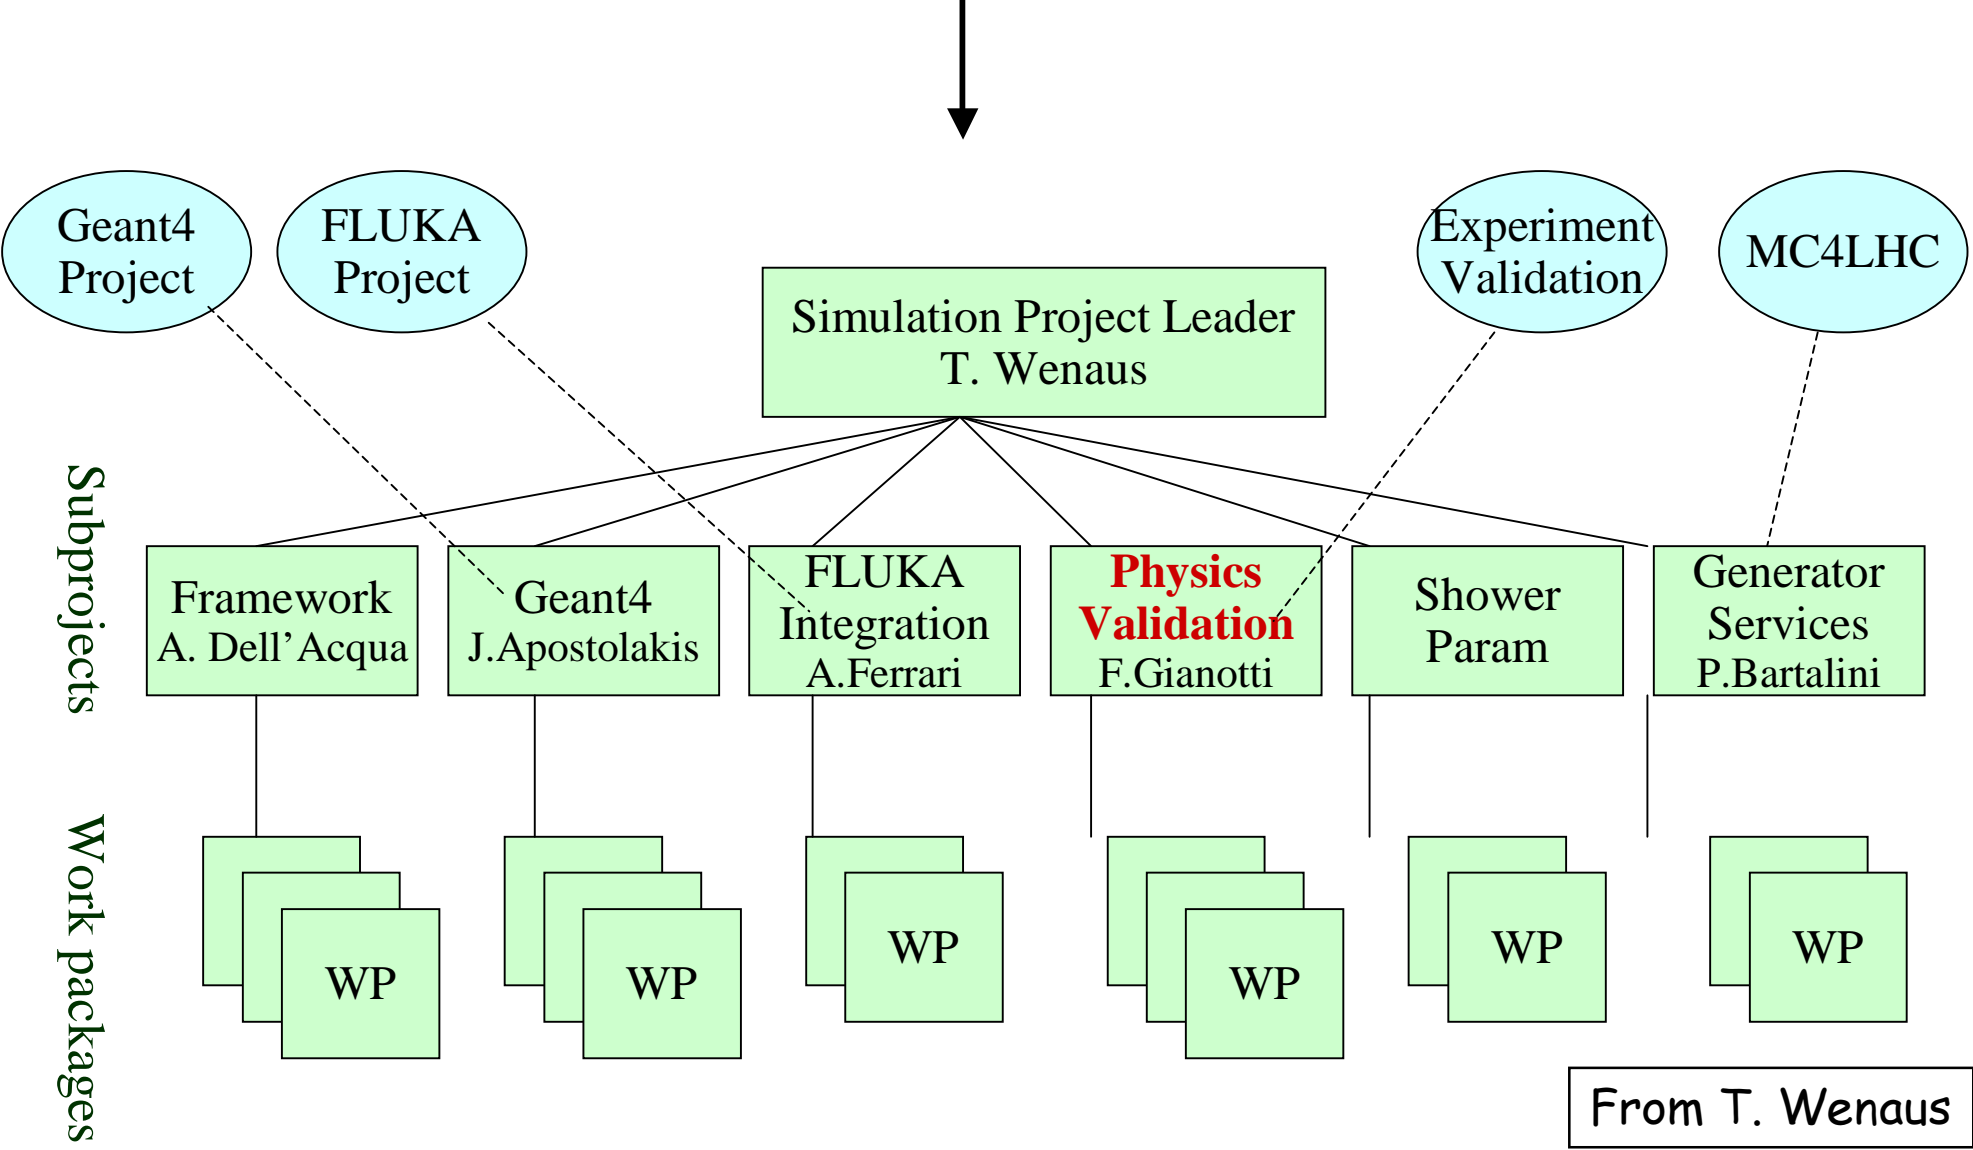 Geant4
Project
FLUKA
Project
Experiment
Validation
MC4LHC
Simulation Project Leader
T. Wenaus
Subprojects
Framework
A. Dell’Acqua
Geant4
J.Apostolakis
FLUKA
Integration
A.Ferrari
Physics
Validation
F.Gianotti
Shower
Param
Generator
Services
P.Bartalini
Work packages
WP
WP
WP
WP
WP
WP
From T. Wenaus